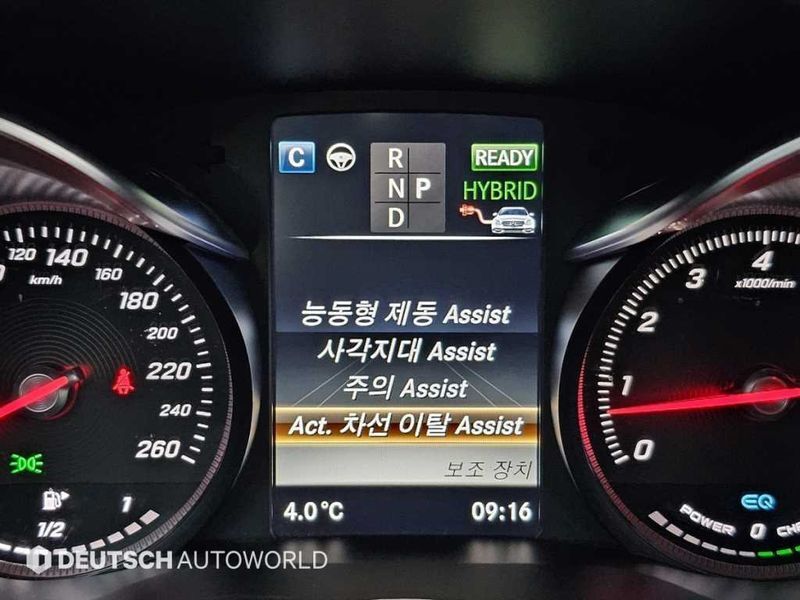 C
R
N P
D
READY
HYBRID
120 140 160
km/h
180
200
220
240
260
1/2 1
능동형 제동 Assist
사각지대 Assist
주의 Assist
Act. 차선 이탈 Assist
보조 장치
4.0°C 09:16
4
x1000/min
3
2
1
0
EQ
POWER 0
DEUTSCH AUTOWORLD